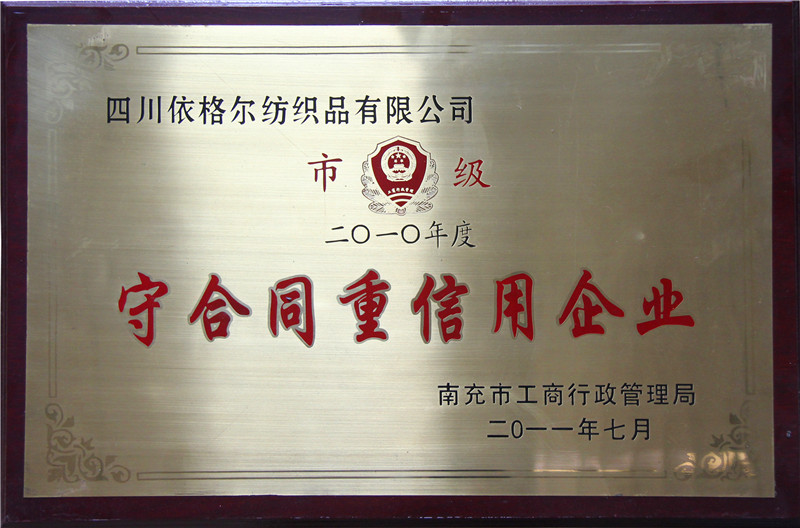 四川依格尔纺织品有限公司
市 级
二〇一〇年度
守合同重信用企业
南充市工商行政管理局
二〇一一年七月